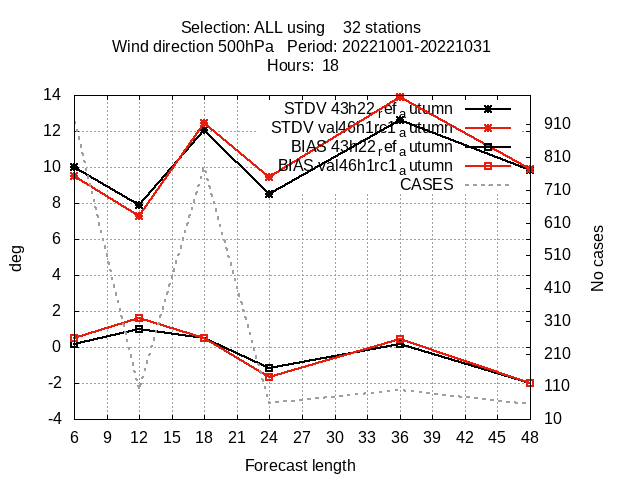 Selection: ALL using    32 stations
Wind direction 500hPa   Period: 20221001-20221031
Hours:  18
STDV 43h22_ref_autumn
STDV val46h1rc1_autumn
BIAS 43h22_ref_autumn
BIAS val46h1rc1_autumn
CASES
14
12
10
8
6
4
2
0
-2
-4
deg
910
810
710
610
510
410
310
210
110
10
No cases
6 9 12 15 18 21 24 27 30 33 36 39 42 45 48
Forecast length